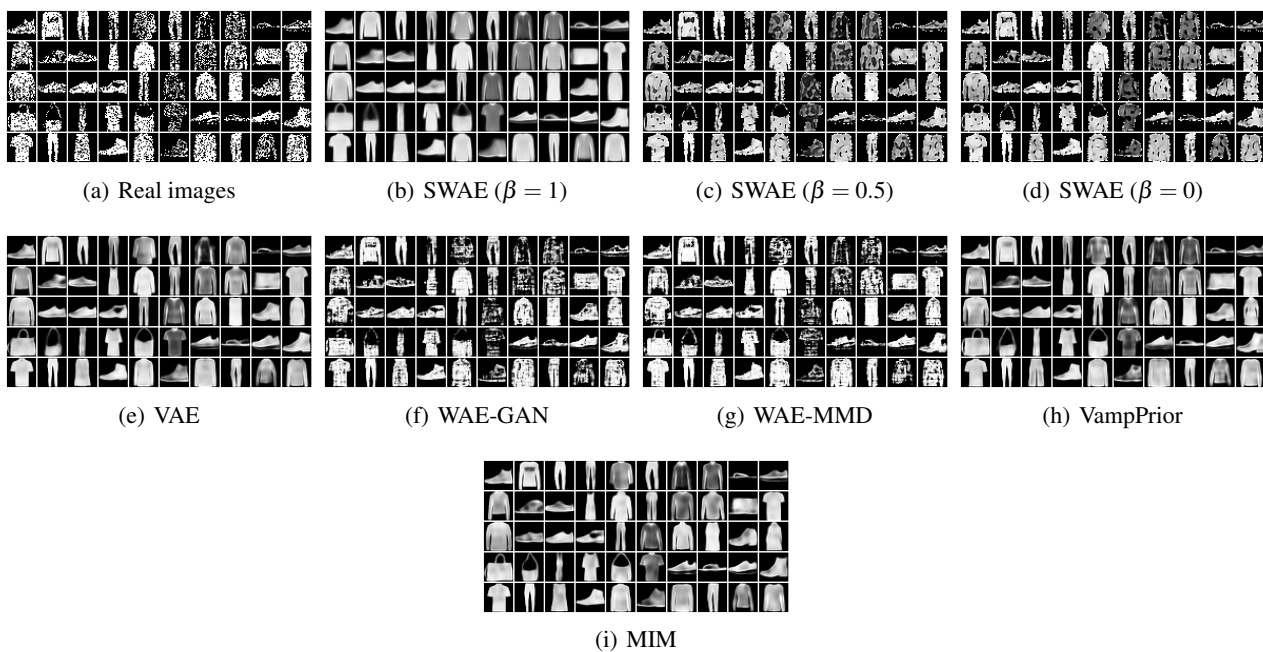 (a) Real images
(b) SWAE (β = 1)
(c) SWAE (β = 0.5)
(d) SWAE (β = 0)
(e) VAE
(f) WAE-GAN
(g) WAE-MMD
(h) VampPrior
(i) MIM